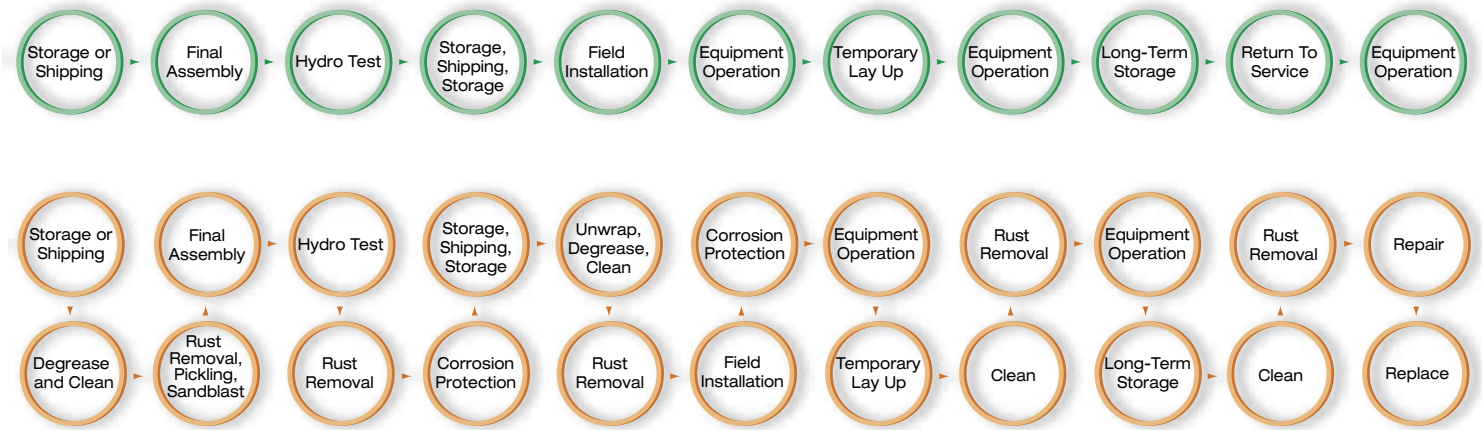 Storage or
Shipping
Final
Assembly
Hydro Test
Storage,
Shipping,
Storage
Field
Installation
Equipment
Operation
Temporary
Lay Up
Equipment
Operation
Long-Term
Storage
Return To
Service
Equipment
Operation
Storage or
Shipping
Final
Assembly
Hydro Test
Storage,
Shipping,
Storage
Unwrap,
Degrease,
Clean
Corrosion
Protection
Equipment
Operation
Rust
Removal
Equipment
Operation
Rust
Removal
Repair
Degrease
and Clean
Rust
Removal,
Pickling,
Sandblast
Rust
Removal
Corrosion
Protection
Rust
Removal
Field
Installation
Temporary
Lay Up
Clean
Long-Term
Storage
Clean
Replace